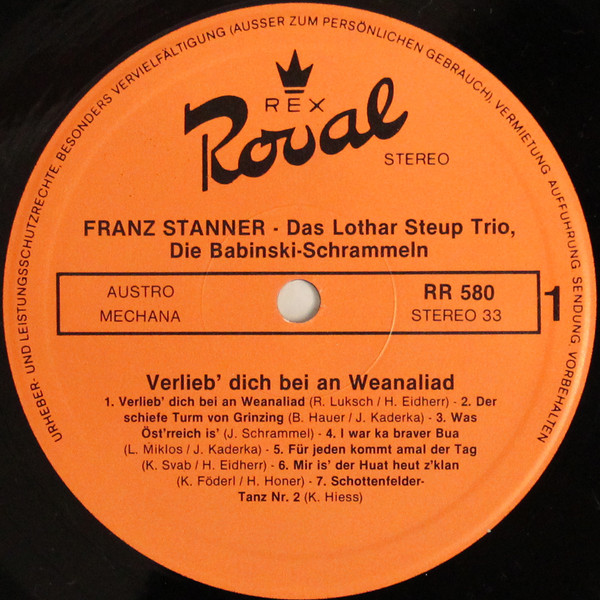 URHEBER- UND LEISTUNGSSCHUTZRECHTE, BESONDERS VERVIELFÄLTIGUNG (AUSSER ZUM PERSÖNLICHEN GEBRAUCH), VERMIETUNG AUFFÜHRUNG SENDUNG VORBEHALTEN
REX
Royal
STEREO
FRANZ STANNER - Das Lothar Steup Trio,
Die Babinski-Schrammeln
AUSTRO
MECHANA
RR 580
STEREO 33
1
Verlieb' dich bei an Weanaliad
1. Verlieb' dich bei an Weanaliad (R. Luksch / H. Eidherr) - 2. Der
schiefe Turm von Grinzing (B. Hauer / J. Kaderka) - 3. Was
Öst'rreich is' (J. Schrammel) - 4. I war ka braver Bua
(L. Miklos / J. Kaderka) - 5. Für jeden kommt amal der Tag
(K. Svab / H. Eidherr) - 6. Mir is' der Huat heut z'klan
(K. Föderl / H. Honer) - 7. Schottenfelder-
Tanz Nr. 2 (K. Hiess)